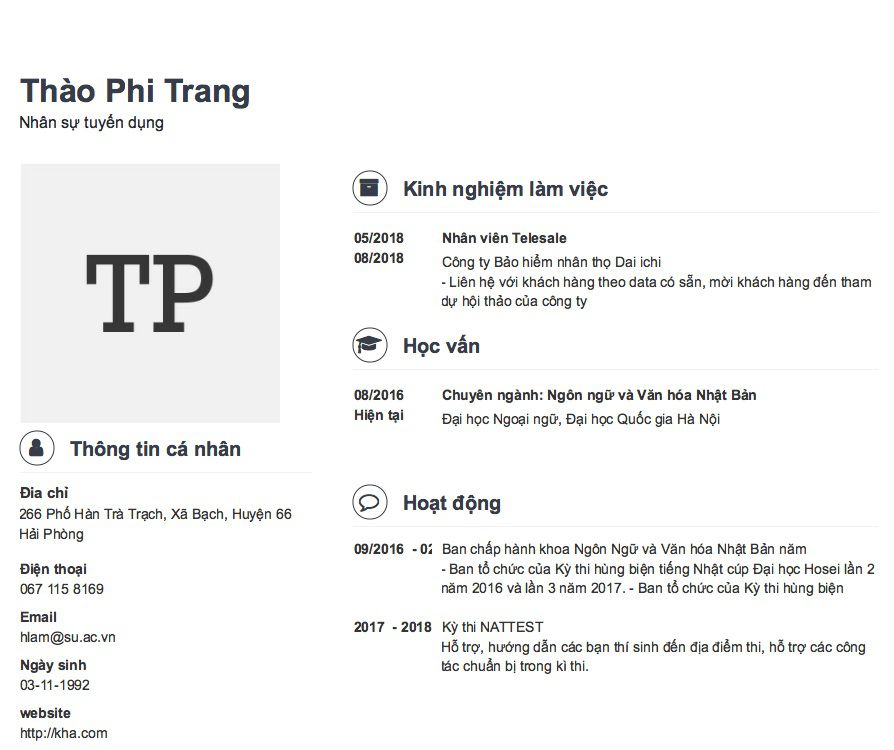 Thào Phi Trang
Nhân sự tuyển dụng
TP
Thông tin cá nhân
Đia chỉ
266 Phố Hàn Trà Trạch, Xã Bạch, Huyện 66
Hải Phòng
Điện thoại
067 115 8169
Email
hlam@su.ac.vn
Ngày sinh
03-11-1992
website
http://kha.com
Kinh nghiệm làm việc
05/2018
08/2018
Nhân viên Telesale
Công ty Bảo hiểm nhân thọ Dai ichi
- Liên hệ với khách hàng theo data có sẵn, mời khách hàng đến tham
dự hội thảo của công ty
Học vấn
08/2016
Hiện tại
Chuyên ngành: Ngôn ngữ và Văn hóa Nhật Bản
Đại học Ngoại ngữ, Đại học Quốc gia Hà Nội
Hoạt động
09/2016 - 02
Ban chấp hành khoa Ngôn Ngữ và Văn hóa Nhật Bản năm
- Ban tổ chức của Kỳ thi hùng biện tiếng Nhật cúp Đại học Hosei lần 2
năm 2016 và lần 3 năm 2017. - Ban tổ chức của Kỳ thi hùng biện
2017 - 2018
Kỳ thi NATTEST
Hỗ trợ, hướng dẫn các bạn thí sinh đến địa điểm thi, hỗ trợ các công
tác chuẩn bị trong kì thi.